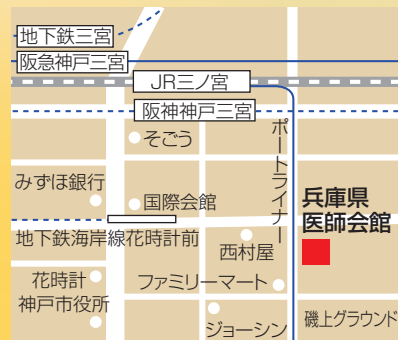 地下鉄三宮
阪急神戸三宮
JR三ノ宮
阪神神戸三宮
そごう
ポートライナー
みずほ銀行
国際会館
兵庫県
医師会館
地下鉄海岸線花時計前
西村屋
花時計
ファミリーマート
神戸市役所
ジョーシン
磯上グラウンド